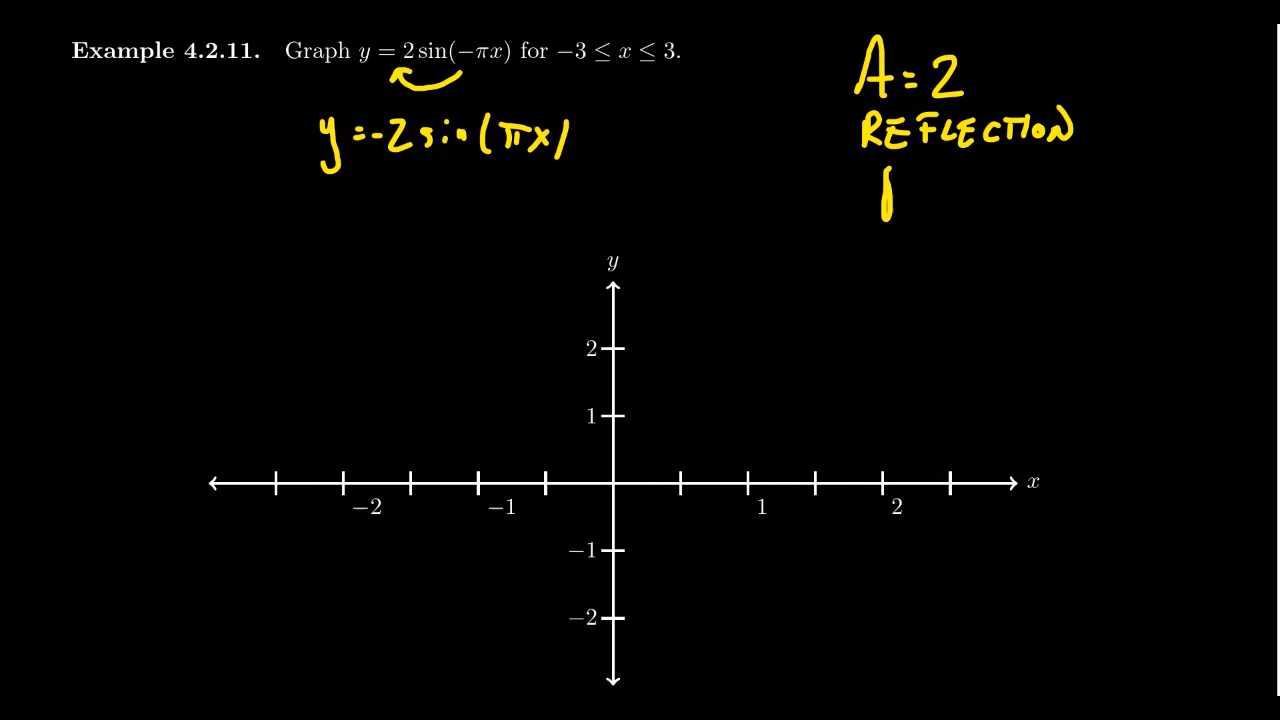 Example 4.2.11. Graph y = 2 sin(−πx) for −3 ≤ x ≤ 3.
A = 2
y = -2 sin(πx)
REFLECTION
y
2
1
x
−2 −1 1 2
−1
−2